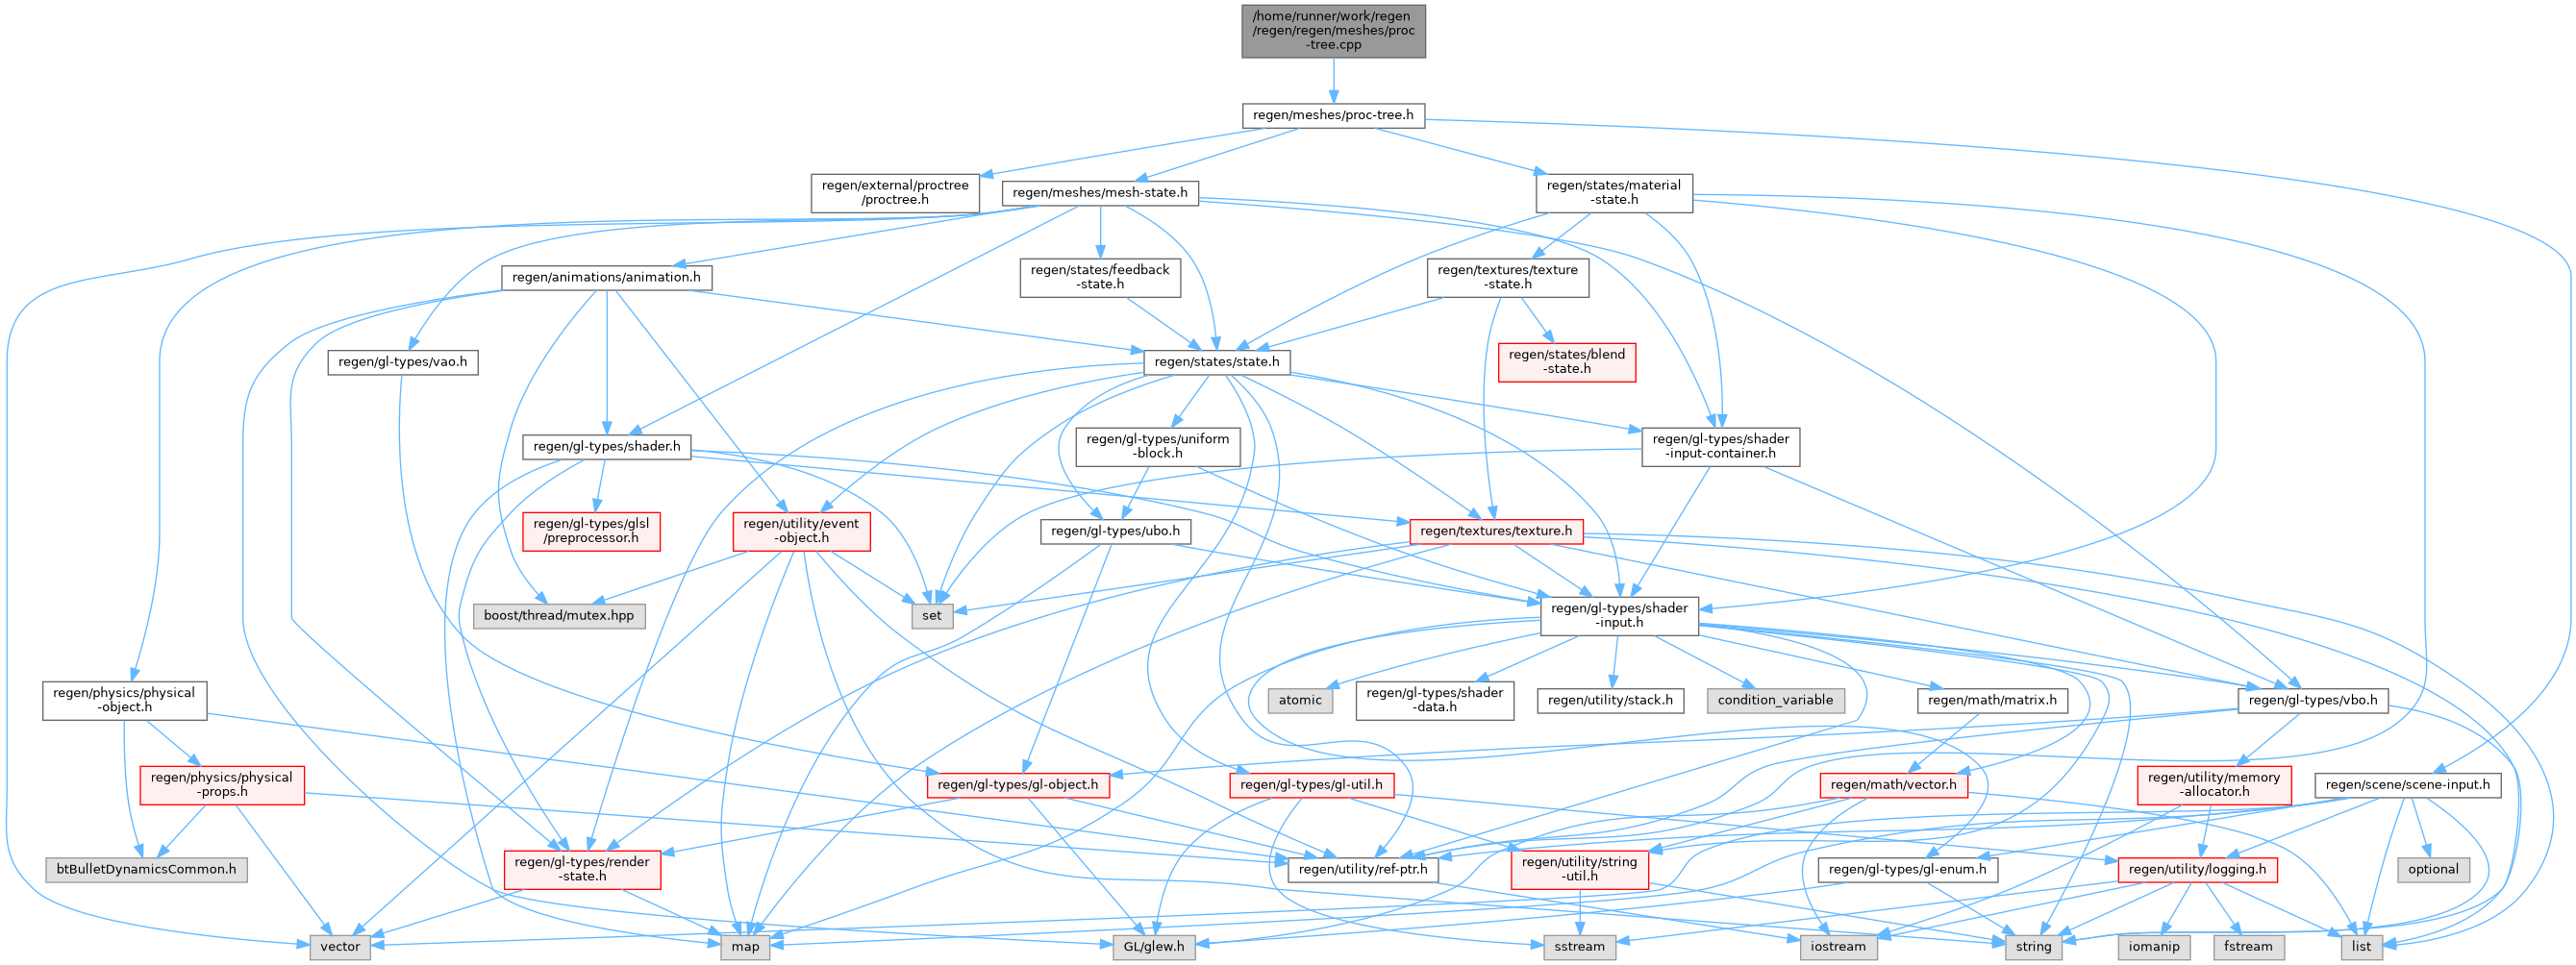 /home/runner/work/regen
/regen/regen/meshes/proc
-tree.cpp
regen/meshes/proc-tree.h
regen/external/proctree
/proctree.h
regen/meshes/mesh-state.h
regen/states/material
-state.h
regen/animations/animation.h
regen/states/feedback
-state.h
regen/textures/texture
-state.h
regen/gl-types/vao.h
regen/states/state.h
regen/states/blend
-state.h
regen/gl-types/shader.h
regen/gl-types/uniform
-block.h
regen/gl-types/shader
-input-container.h
regen/gl-types/glsl
/preprocessor.h
regen/utility/event
-object.h
regen/gl-types/ubo.h
regen/textures/texture.h
boost/thread/mutex.hpp
set
regen/gl-types/shader
-input.h
regen/physics/physical
-object.h
atomic
regen/gl-types/shader
-data.h
regen/utility/stack.h
condition_variable
regen/math/matrix.h
regen/gl-types/vbo.h
regen/physics/physical
-props.h
regen/gl-types/gl-object.h
regen/gl-types/gl-util.h
regen/math/vector.h
regen/utility/memory
-allocator.h
regen/scene/scene-input.h
btBulletDynamicsCommon.h
regen/gl-types/render
-state.h
regen/utility/ref-ptr.h
regen/utility/string
-util.h
regen/gl-types/gl-enum.h
regen/utility/logging.h
optional
vector
map
GL/glew.h
sstream
iostream
string
iomanip
fstream
list